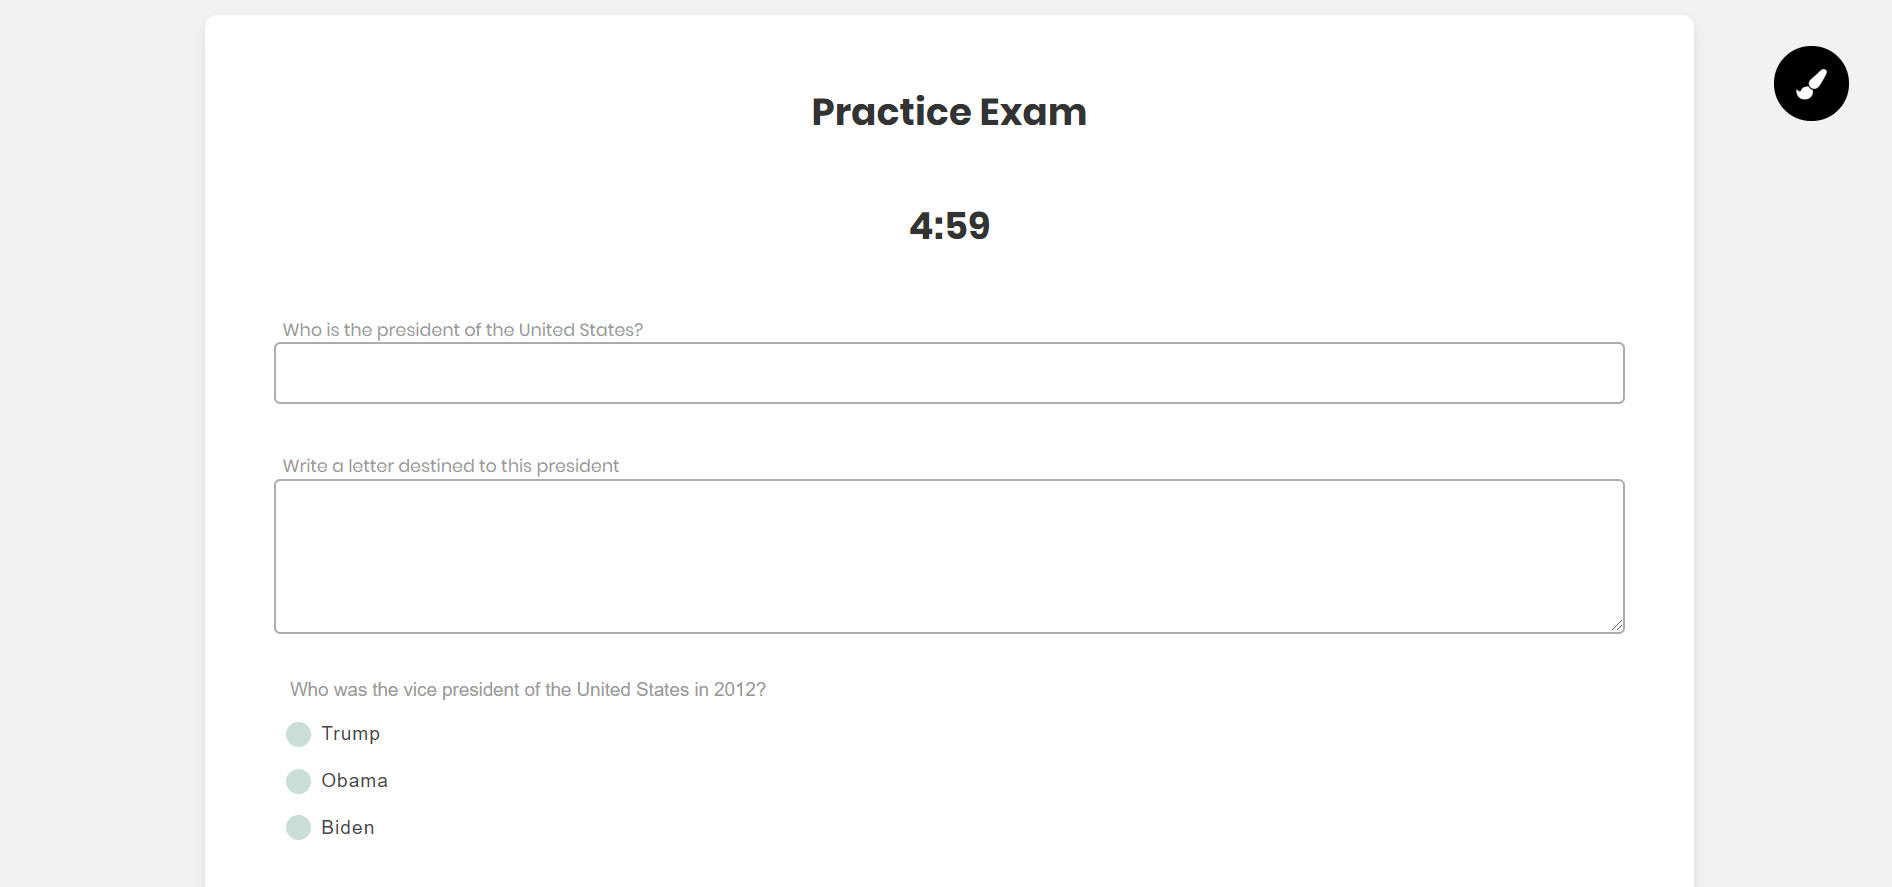 Practice Exam
4:59
Who is the president of the United States?
Write a letter destined to this president
Who was the vice president of the United States in 2012?
Trump
Obama
Biden